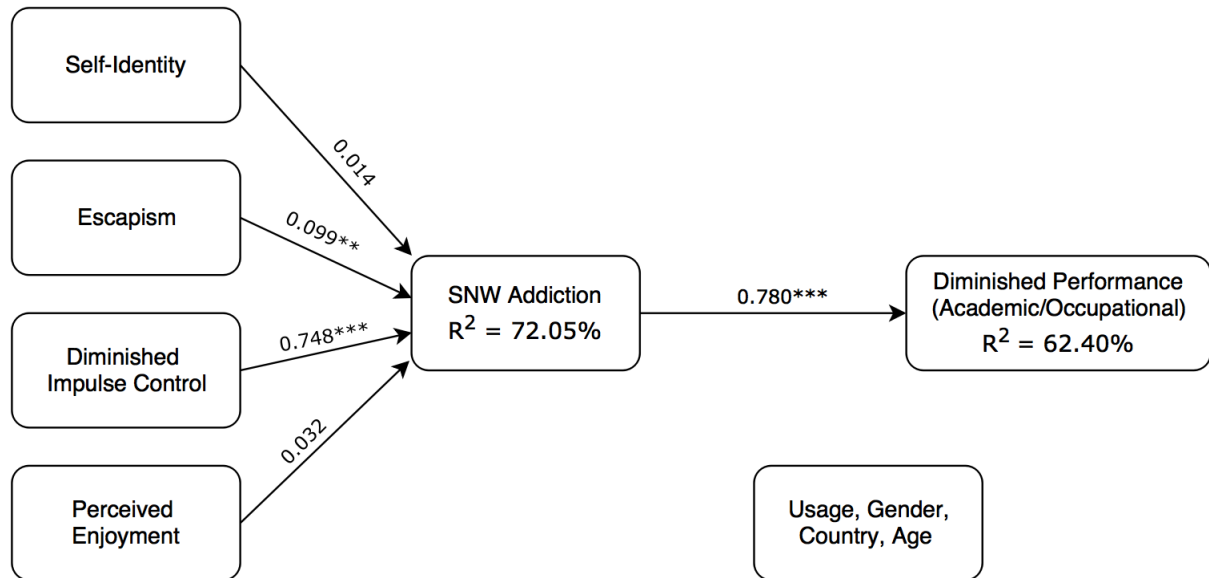 Self-Identity
0.014
Escapism
0.099**
SNW Addiction
R² = 72.05%
0.780***
Diminished Performance
(Academic/Occupational)
R² = 62.40%
Diminished
Impulse Control
0.748***
0.032
Perceived
Enjoyment
Usage, Gender,
Country, Age